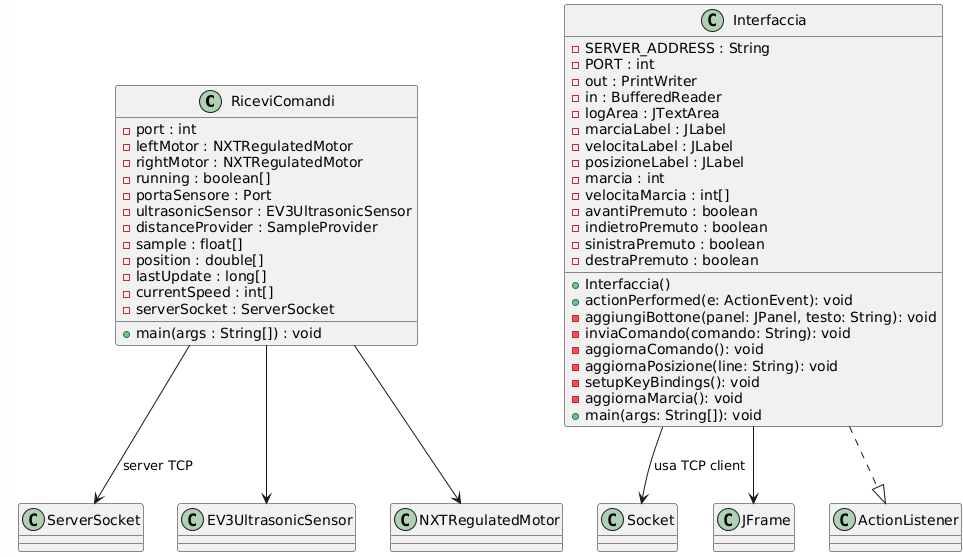 C RiceviComandi
port : int
leftMotor : NXTRegulatedMotor
rightMotor : NXTRegulatedMotor
running : boolean[]
portaSensore : Port
ultrasonicSensor : EV3UltrasonicSensor
distanceProvider : SampleProvider
sample : float[]
position : double[]
lastUpdate : long[]
currentSpeed : int[]
serverSocket : ServerSocket
main(args : String[]) : void
C Interfaccia
SERVER_ADDRESS : String
PORT : int
out : PrintWriter
in : BufferedReader
logArea : JTextArea
marciaLabel : JLabel
velocitaLabel : JLabel
posizioneLabel : JLabel
marcia : int
velocitaMarcia : int[]
avantiPremuto : boolean
indietroPremuto : boolean
sinistraPremuto : boolean
destraPremuto : boolean
Interfaccia()
actionPerformed(e: ActionEvent): void
aggiungiBottone(panel: JPanel, testo: String): void
inviaComando(comando: String): void
aggiornaComando(): void
aggiornaPosizione(line: String): void
setupKeyBindings(): void
aggiornaMarcia(): void
main(args: String[]): void
server TCP
usa TCP client
C ServerSocket
C EV3UltrasonicSensor
C NXTRegulatedMotor
C Socket
C JFrame
C ActionListener